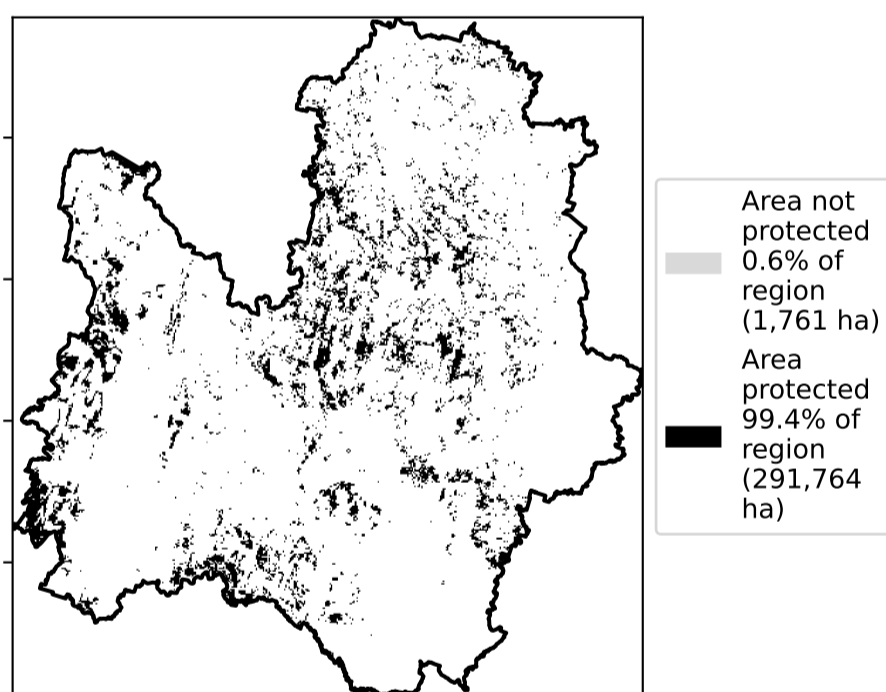 Area not
protected
0.6% of
region
(1,761 ha)
Area
protected
99.4% of
region
(291,764
ha)